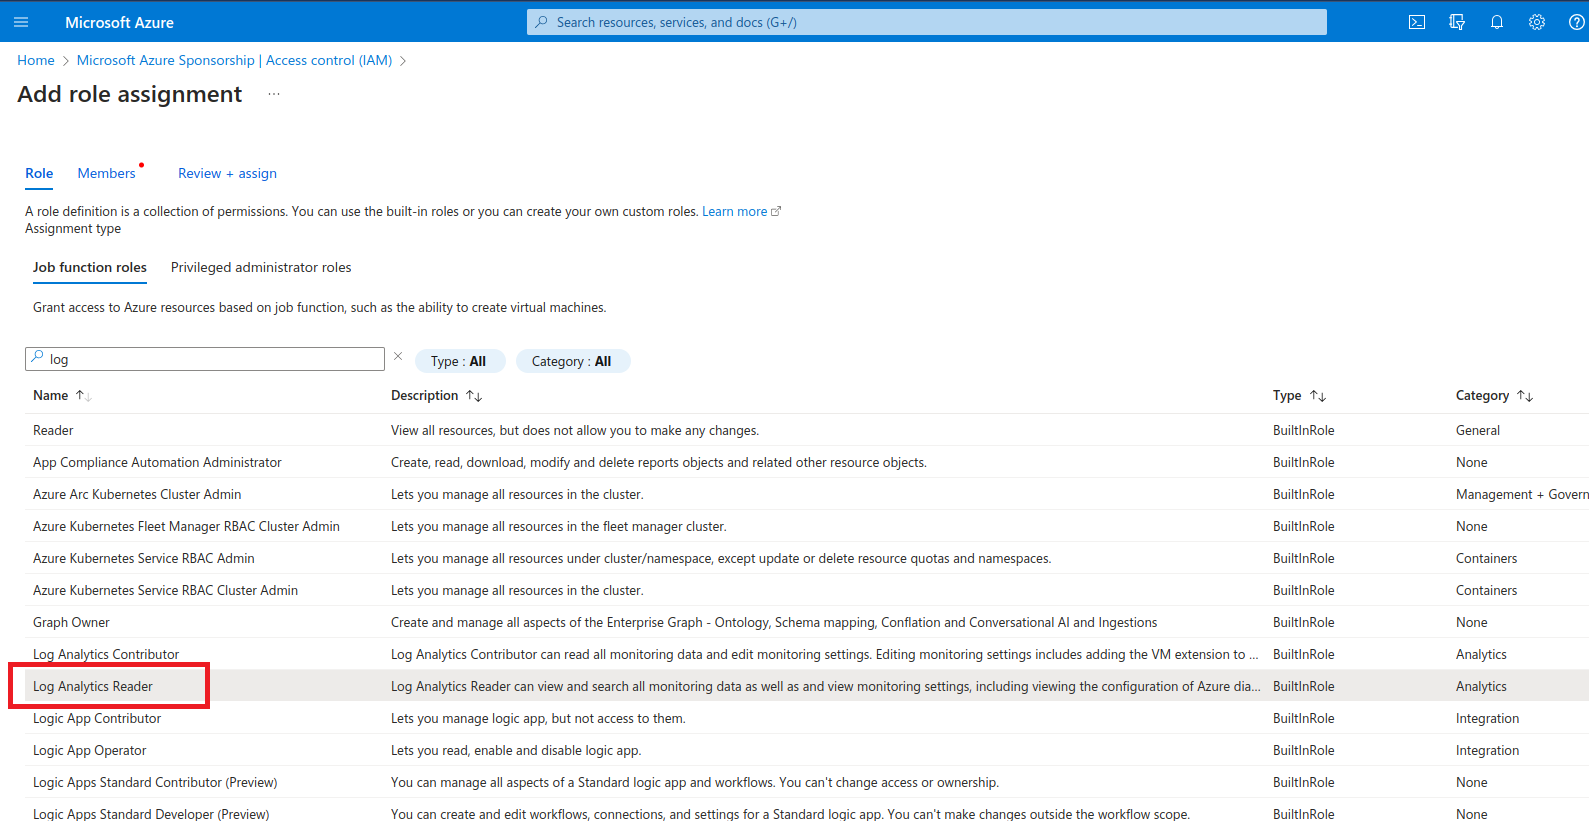 Microsoft Azure
Search resources, services, and docs (G+/)
Home > Microsoft Azure Sponsorship | Access control (IAM) >
Add role assignment ...
Role Members Review + assign
A role definition is a collection of permissions. You can use the built-in roles or you can create your own custom roles. Learn more
Assignment type
Job function roles Privileged administrator roles
Grant access to Azure resources based on job function, such as the ability to create virtual machines.
log Type : All Category : All
Name Description Type Category
Reader View all resources, but does not allow you to make any changes. BuiltInRole General
App Compliance Automation Administrator Create, read, download, modify and delete reports objects and related other resource objects. BuiltInRole None
Azure Arc Kubernetes Cluster Admin Lets you manage all resources in the cluster. BuiltInRole Management + Govern
Azure Kubernetes Fleet Manager RBAC Cluster Admin Lets you manage all resources in the fleet manager cluster. BuiltInRole None
Azure Kubernetes Service RBAC Admin Lets you manage all resources under cluster/namespace, except update or delete resource quotas and namespaces. BuiltInRole Containers
Azure Kubernetes Service RBAC Cluster Admin Lets you manage all resources in the cluster. BuiltInRole Containers
Graph Owner Create and manage all aspects of the Enterprise Graph - Ontology, Schema mapping, Conflation and Conversational AI and Ingestions BuiltInRole None
Log Analytics Contributor Log Analytics Contributor can read all monitoring data and edit monitoring settings. Editing monitoring settings includes adding the VM extension to ... BuiltInRole Analytics
Log Analytics Reader Log Analytics Reader can view and search all monitoring data as well as and view monitoring settings, including viewing the configuration of Azure dia... BuiltInRole Analytics
Logic App Contributor Lets you manage logic app, but not access to them. BuiltInRole Integration
Logic App Operator Lets you read, enable and disable logic app. BuiltInRole Integration
Logic Apps Standard Contributor (Preview) You can manage all aspects of a Standard logic app and workflows. You can't change access or ownership. BuiltInRole None
Logic Apps Standard Developer (Preview) You can create and edit workflows, connections, and settings for a Standard logic app. You can't make changes outside the workflow scope. BuiltInRole None